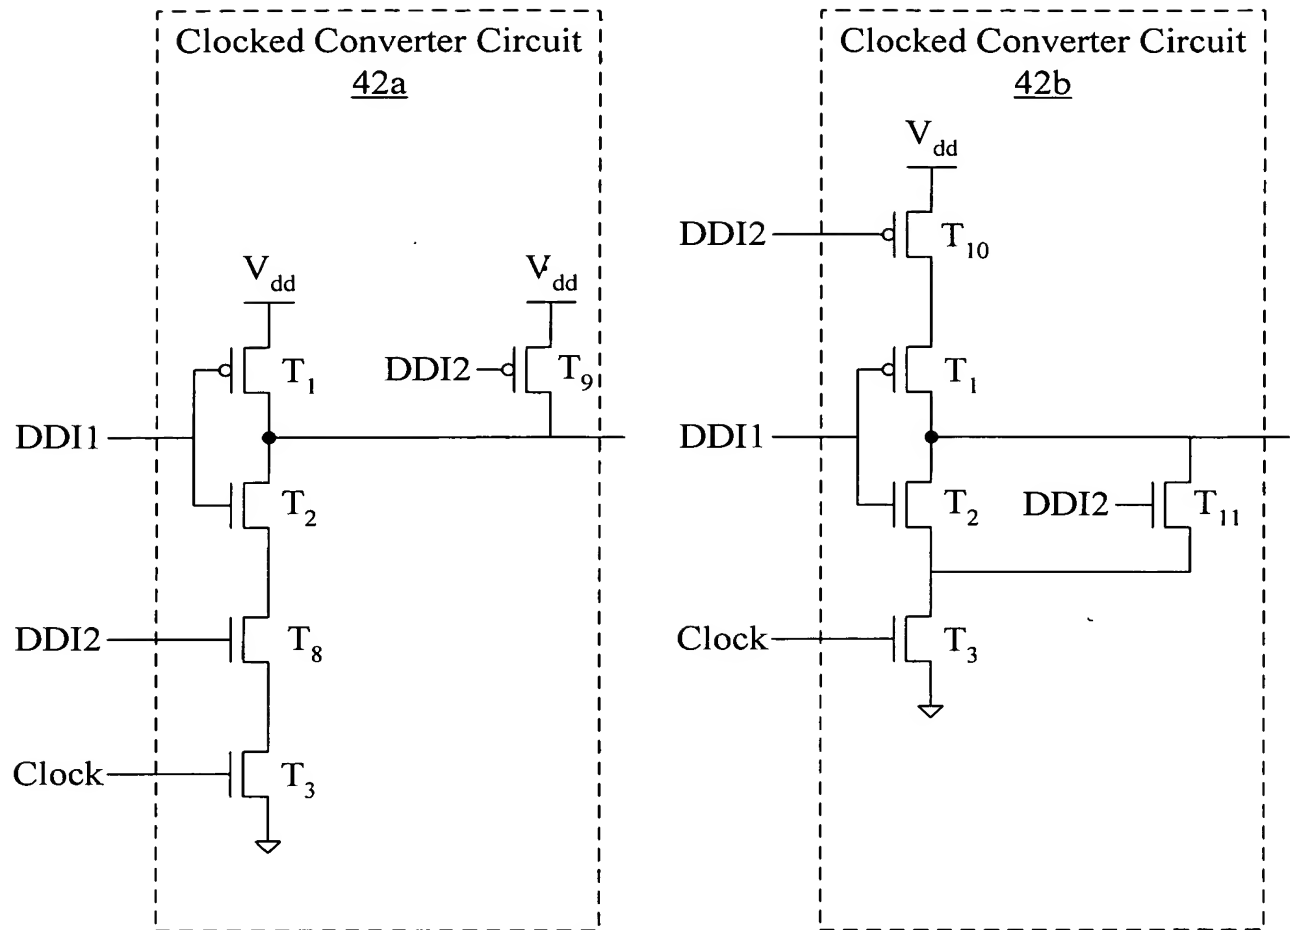 Clocked Converter Circuit
42a
Vdd
Vdd
T1
DDI2
T9
DDI1
T2
DDI2
T8
Clock
T3
Clocked Converter Circuit
42b
Vdd
DDI2
T10
T1
DDI1
T2
DDI2
T11
Clock
T3